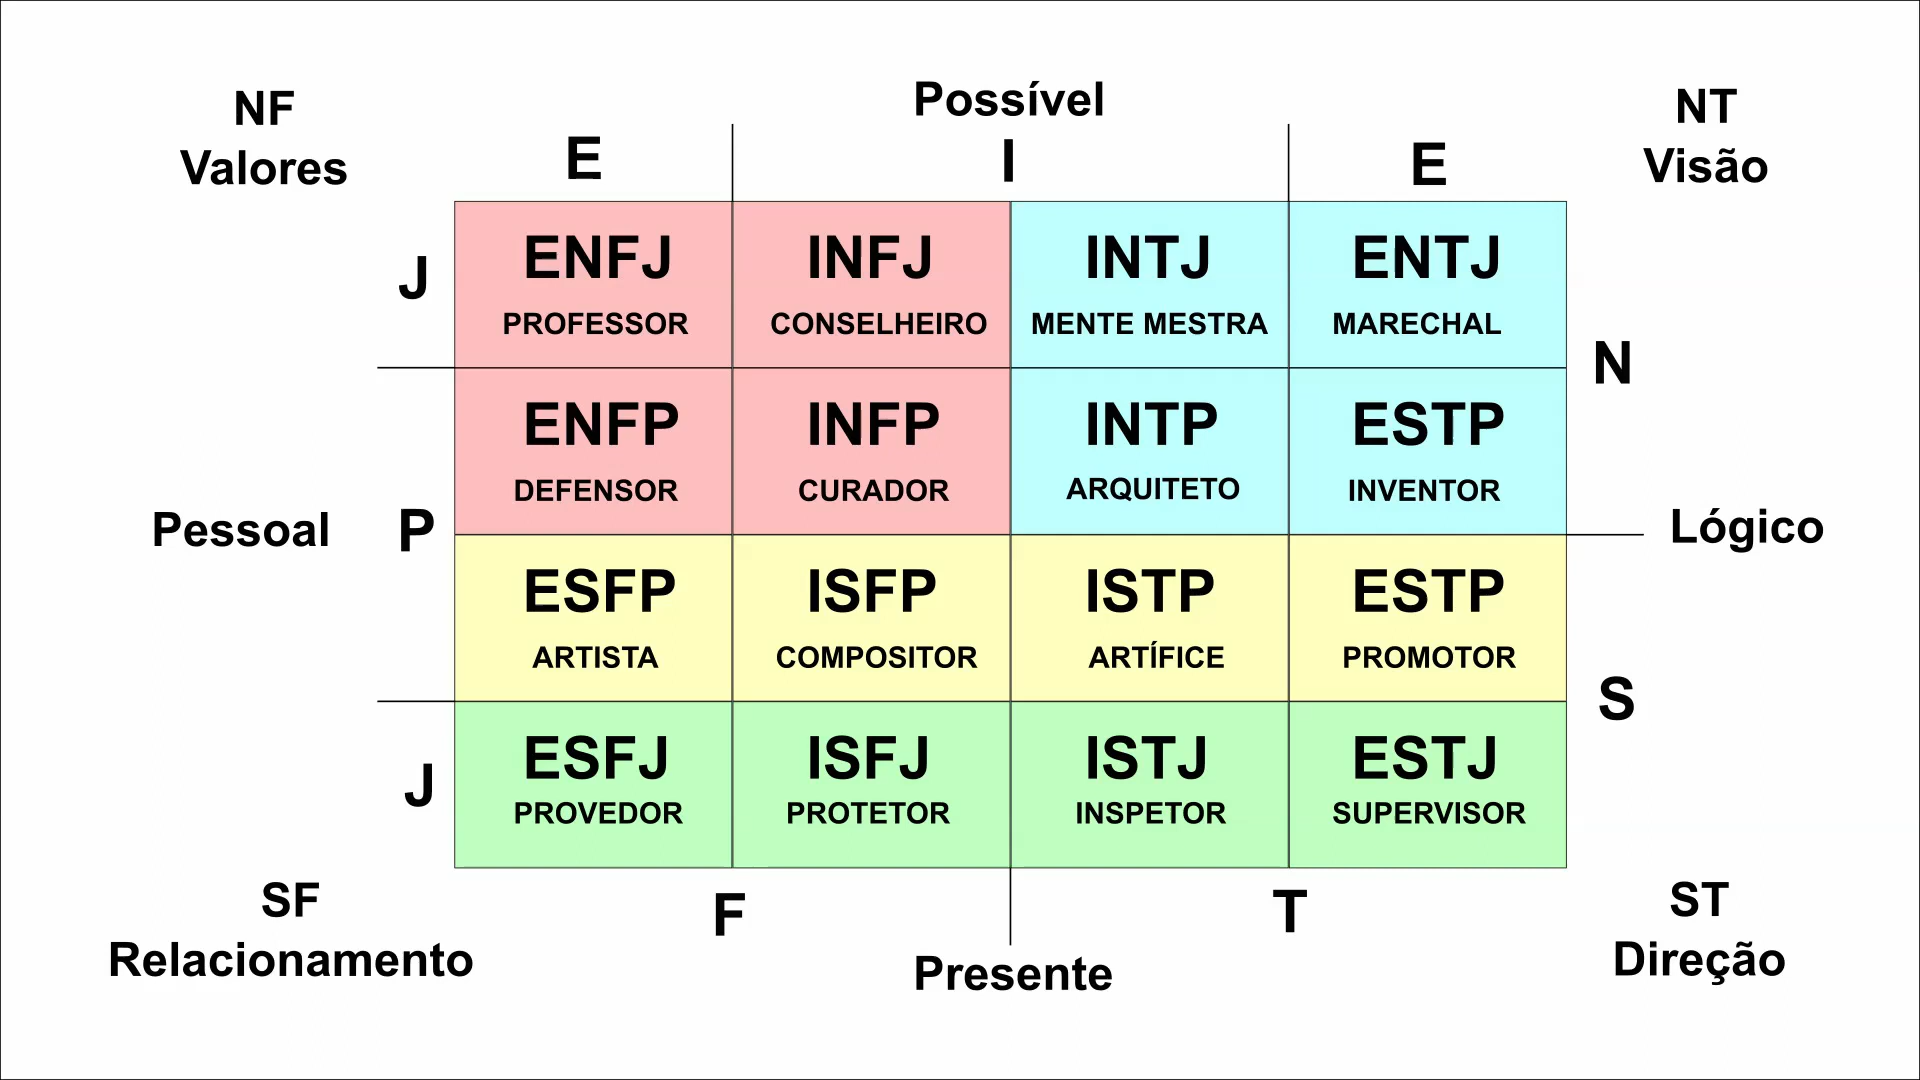 NF
Valores
Possível
NT
Visão
E
I
E
J
ENFJ
PROFESSOR
INFJ
CONSELHEIRO
INTJ
MENTE MESTRA
ENTJ
MARECHAL
N
ENFP
DEFENSOR
INFP
CURADOR
INTP
ARQUITETO
ESTP
INVENTOR
Pessoal
P
Lógico
ESFP
ARTISTA
ISFP
COMPOSITOR
ISTP
ARTÍFICE
ESTP
PROMOTOR
S
J
ESFJ
PROVEDOR
ISFJ
PROTETOR
ISTJ
INSPETOR
ESTJ
SUPERVISOR
SF
Relacionamento
F
T
Presente
ST
Direção